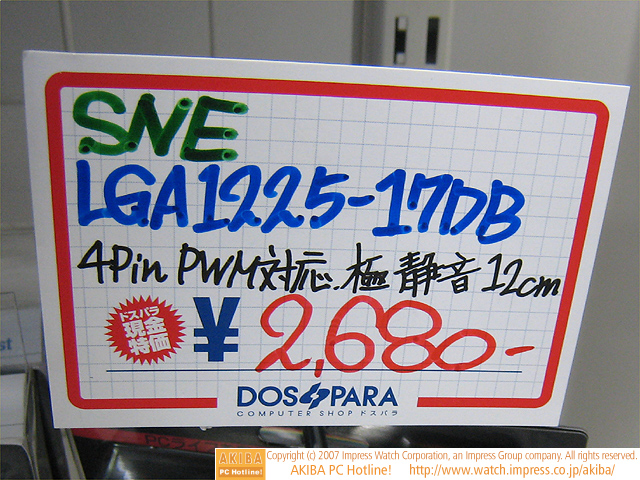 SNE
LGA1225-17DB
4Pin PWM対応.極静音12cm
ドスパラ
現金
特価
¥2,680-
DOS PARA
COMPUTER SHOP ドスパラ
AKIBA
PC Hotline!
Copyright (c) 2007 Impress Watch Corporation, an Impress Group company. All rights reserved.
AKIBA PC Hotline! http://www.watch.impress.co.jp/akiba/